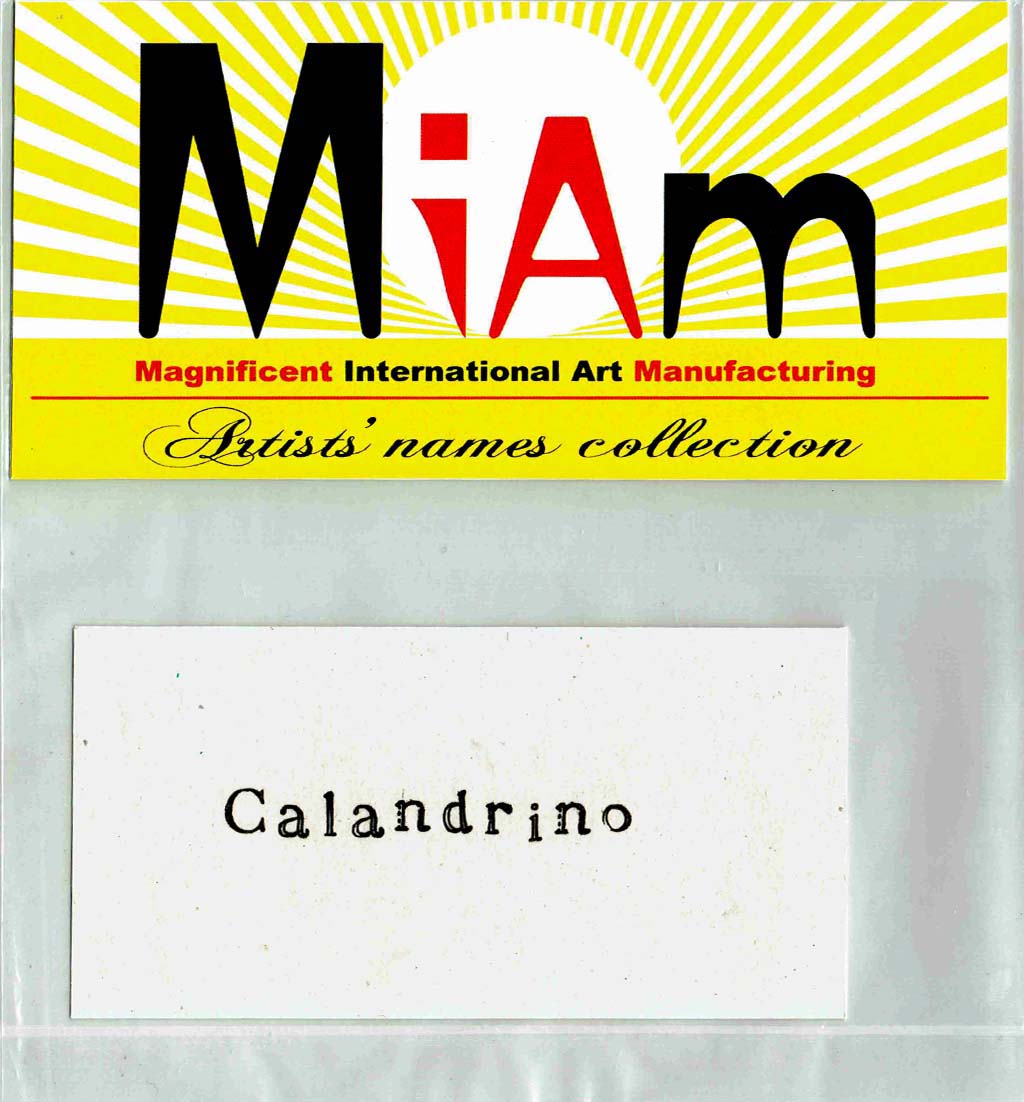 MiAm
Magnificent International Art Manufacturing
Artists' names collection
Calandrino